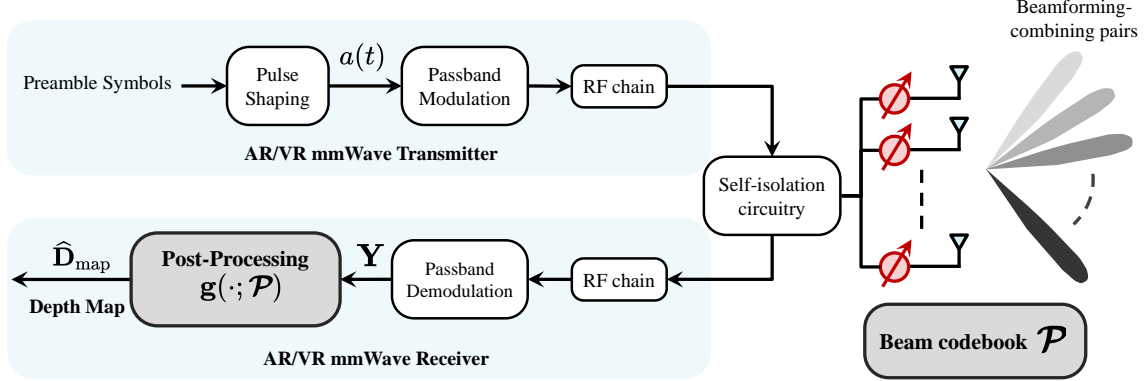 Beamforming-
combining pairs
Preamble Symbols
Pulse
Shaping
a(t)
Passband
Modulation
RF chain
AR/VR mmWave Transmitter
Self-isolation
circuitry
D̂map
Depth Map
Post-Processing
g(·; 𝓟)
Y
Passband
Demodulation
RF chain
AR/VR mmWave Receiver
Beam codebook 𝓟